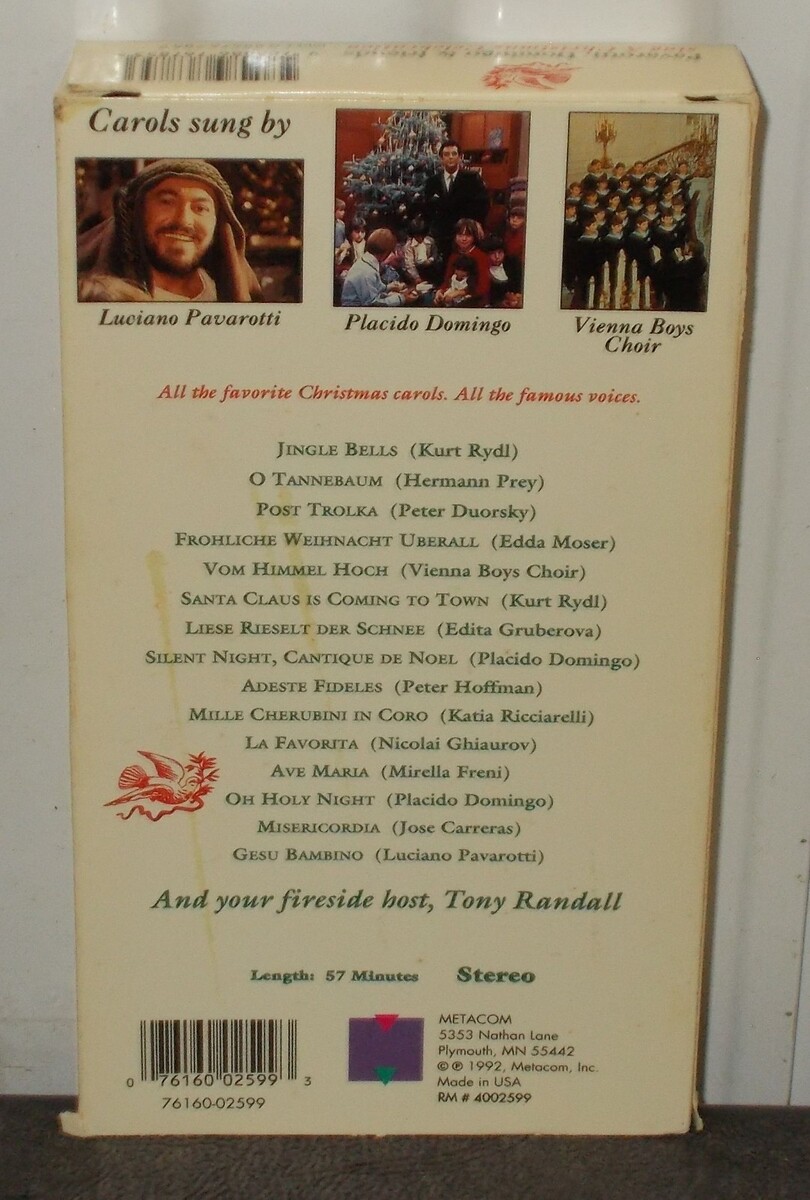 Carols sung by
Luciano Pavarotti
Placido Domingo
Vienna Boys
Choir
All the favorite Christmas carols. All the famous voices.
JINGLE BELLS (Kurt Rydl)
O TANNEBAUM (Hermann Prey)
POST TROLKA (Peter Duorsky)
FROHLICHE WEIHNACHT UBERALL (Edda Moser)
VOM HIMMEL HOCH (Vienna Boys Choir)
SANTA CLAUS IS COMING TO TOWN (Kurt Rydl)
LIESE RIESELT DER SCHNEE (Edita Gruberova)
SILENT NIGHT, CANTIQUE DE NOEL (Placido Domingo)
ADESTE FIDELES (Peter Hoffman)
MILLE CHERUBINI IN CORO (Katia Ricciarelli)
LA FAVORITA (Nicolai Ghiaurov)
AVE MARIA (Mirella Freni)
OH HOLY NIGHT (Placido Domingo)
MISERICORDIA (Jose Carreras)
GESU BAMBINO (Luciano Pavarotti)
And your fireside host, Tony Randall
Length: 57 Minutes Stereo
0 76160 02599 3
76160-02599
METACOM
5353 Nathan Lane
Plymouth, MN 55442
© ℗ 1992, Metacom, Inc.
Made in USA
RM # 4002599